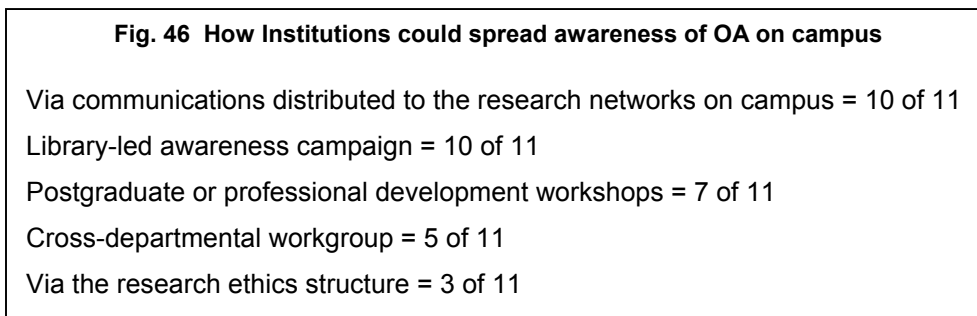 Fig. 46 How Institutions could spread awareness of OA on campus
Via communications distributed to the research networks on campus = 10 of 11
Library-led awareness campaign = 10 of 11
Postgraduate or professional development workshops = 7 of 11
Cross-departmental workgroup = 5 of 11
Via the research ethics structure = 3 of 11